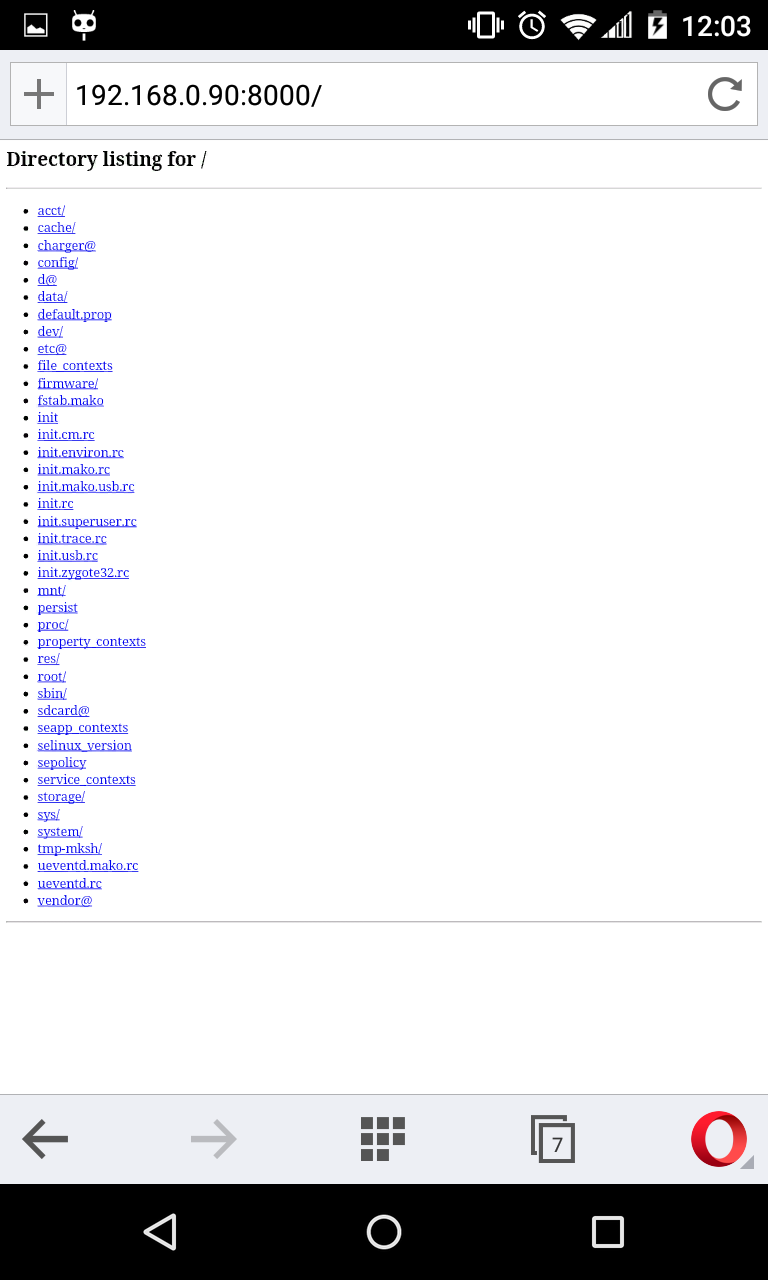 12:03
192.168.0.90:8000/
Directory listing for /
acct/
cache/
charger@
config/
d@
data/
default.prop
dev/
etc@
file_contexts
firmware/
fstab.mako
init
init.cm.rc
init.environ.rc
init.mako.rc
init.mako.usb.rc
init.rc
init.superuser.rc
init.trace.rc
init.usb.rc
init.zygote32.rc
mnt/
persist
proc/
property_contexts
res/
root/
sbin/
sdcard@
seapp_contexts
selinux_version
sepolicy
service_contexts
storage/
sys/
system/
tmp-mksh/
ueventd.mako.rc
ueventd.rc
vendor@
7